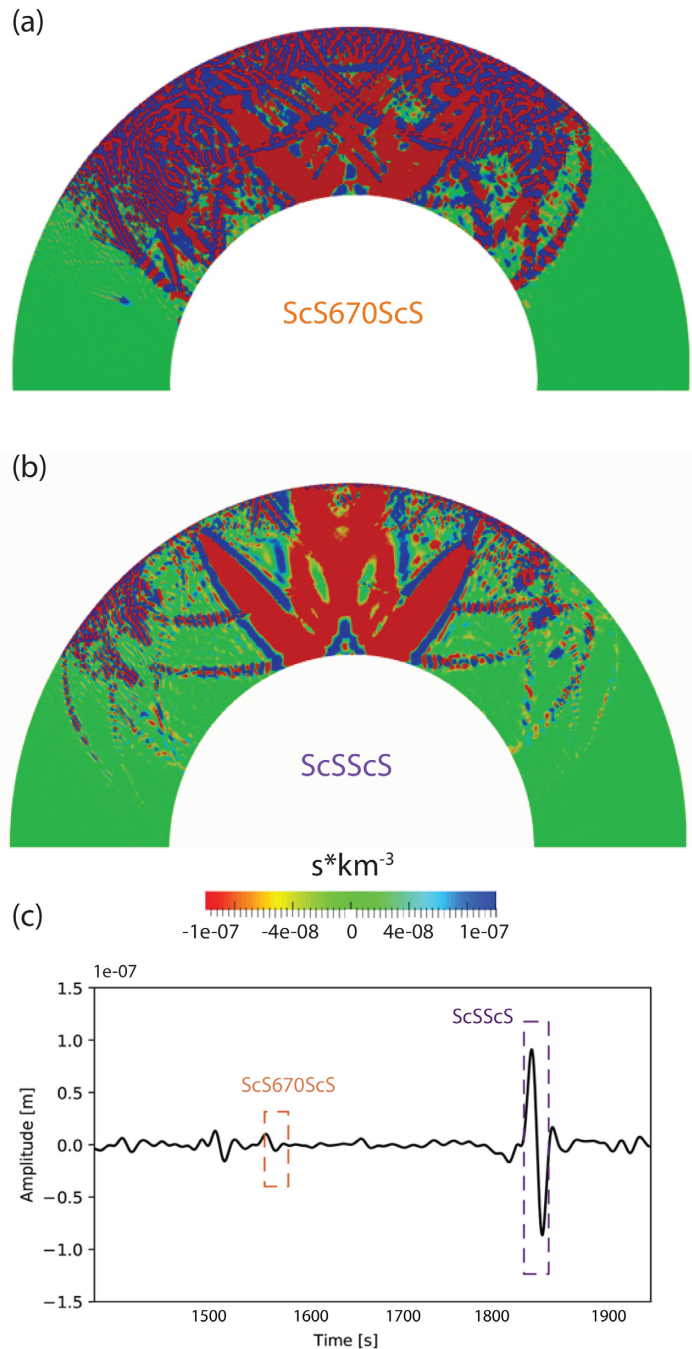 (a)
ScS670ScS
(b)
ScSScS
s*km-3
-1e-07 -4e-08 0 4e-08 1e-07
(c)
1e-07
1.5
1.0
0.5
0.0
−0.5
−1.0
−1.5
Amplitude [m]
ScS670ScS
ScSScS
1500 1600 1700 1800 1900
Time [s]